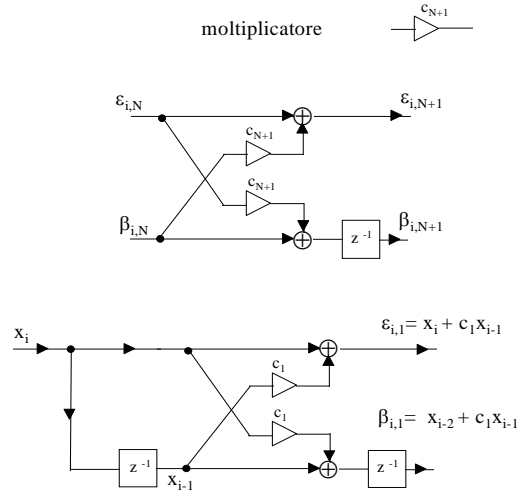 moltiplicatore c_{N+1}
ε_{i,N} ε_{i,N+1}
c_{N+1}
c_{N+1}
β_{i,N} z^{-1} β_{i,N+1}
x_i ε_{i,1}= x_i + c_1x_{i-1}
c_1
c_1
β_{i,1}= x_{i-2} + c_1x_{i-1}
z^{-1} x_{i-1} z^{-1}